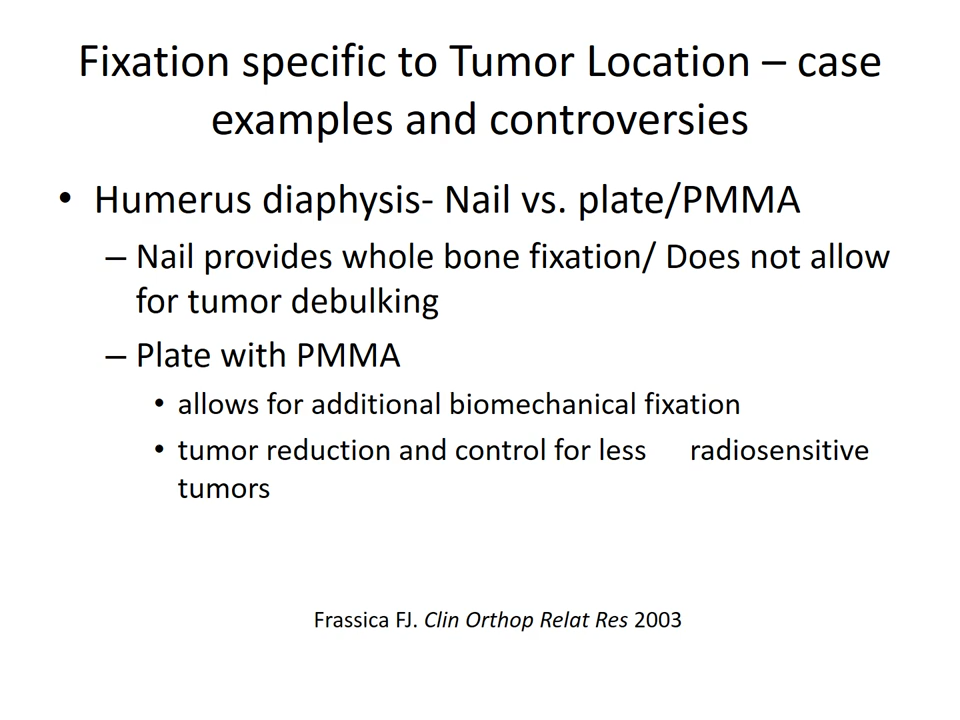 Fixation specific to Tumor Location – case
examples and controversies
• Humerus diaphysis- Nail vs. plate/PMMA
– Nail provides whole bone fixation/ Does not allow
for tumor debulking
– Plate with PMMA
• allows for additional biomechanical fixation
• tumor reduction and control for less radiosensitive
tumors
Frassica FJ. Clin Orthop Relat Res 2003